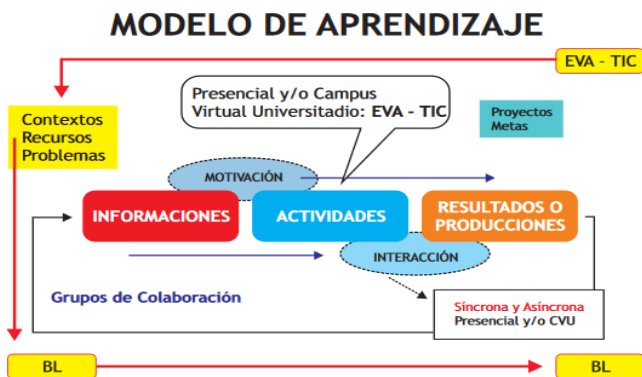 MODELO DE APRENDIZAJE
EVA - TIC
Presencial y/o Campus
Virtual Universitadio: EVA - TIC
Contextos
Recursos
Problemas
Proyectos
Metas
MOTIVACIÓN
INFORMACIONES
ACTIVIDADES
RESULTADOS O
PRODUCCIONES
INTERACCIÓN
Grupos de Colaboración
Síncrona y Asíncrona
Presencial y/o CVU
BL
BL